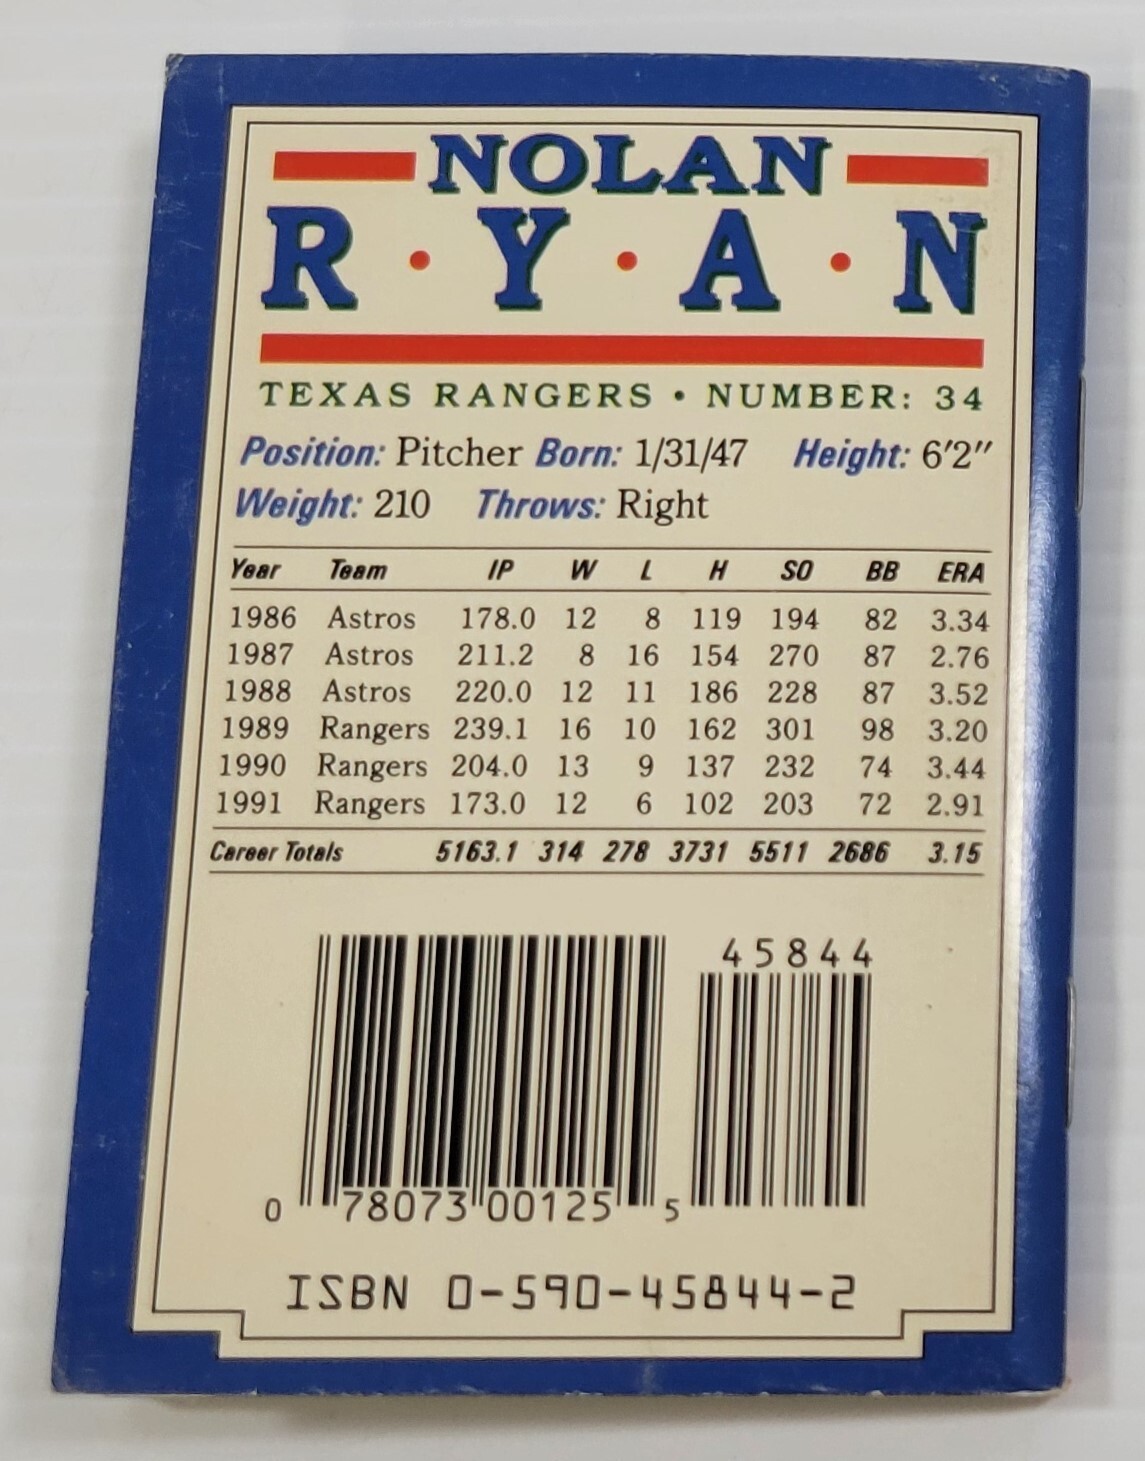 NOLAN
R·Y·A·N
TEXAS RANGERS • NUMBER: 34
Position: Pitcher Born: 1/31/47 Height: 6'2"
Weight: 210 Throws: Right
Year Team IP W L H SO BB ERA
1986 Astros 178.0 12 8 119 194 82 3.34
1987 Astros 211.2 8 16 154 270 87 2.76
1988 Astros 220.0 12 11 186 228 87 3.52
1989 Rangers 239.1 16 10 162 301 98 3.20
1990 Rangers 204.0 13 9 137 232 74 3.44
1991 Rangers 173.0 12 6 102 203 72 2.91
Career Totals 5163.1 314 278 3731 5511 2686 3.15
45844
0 78073 00125 5
ISBN 0-590-45844-2